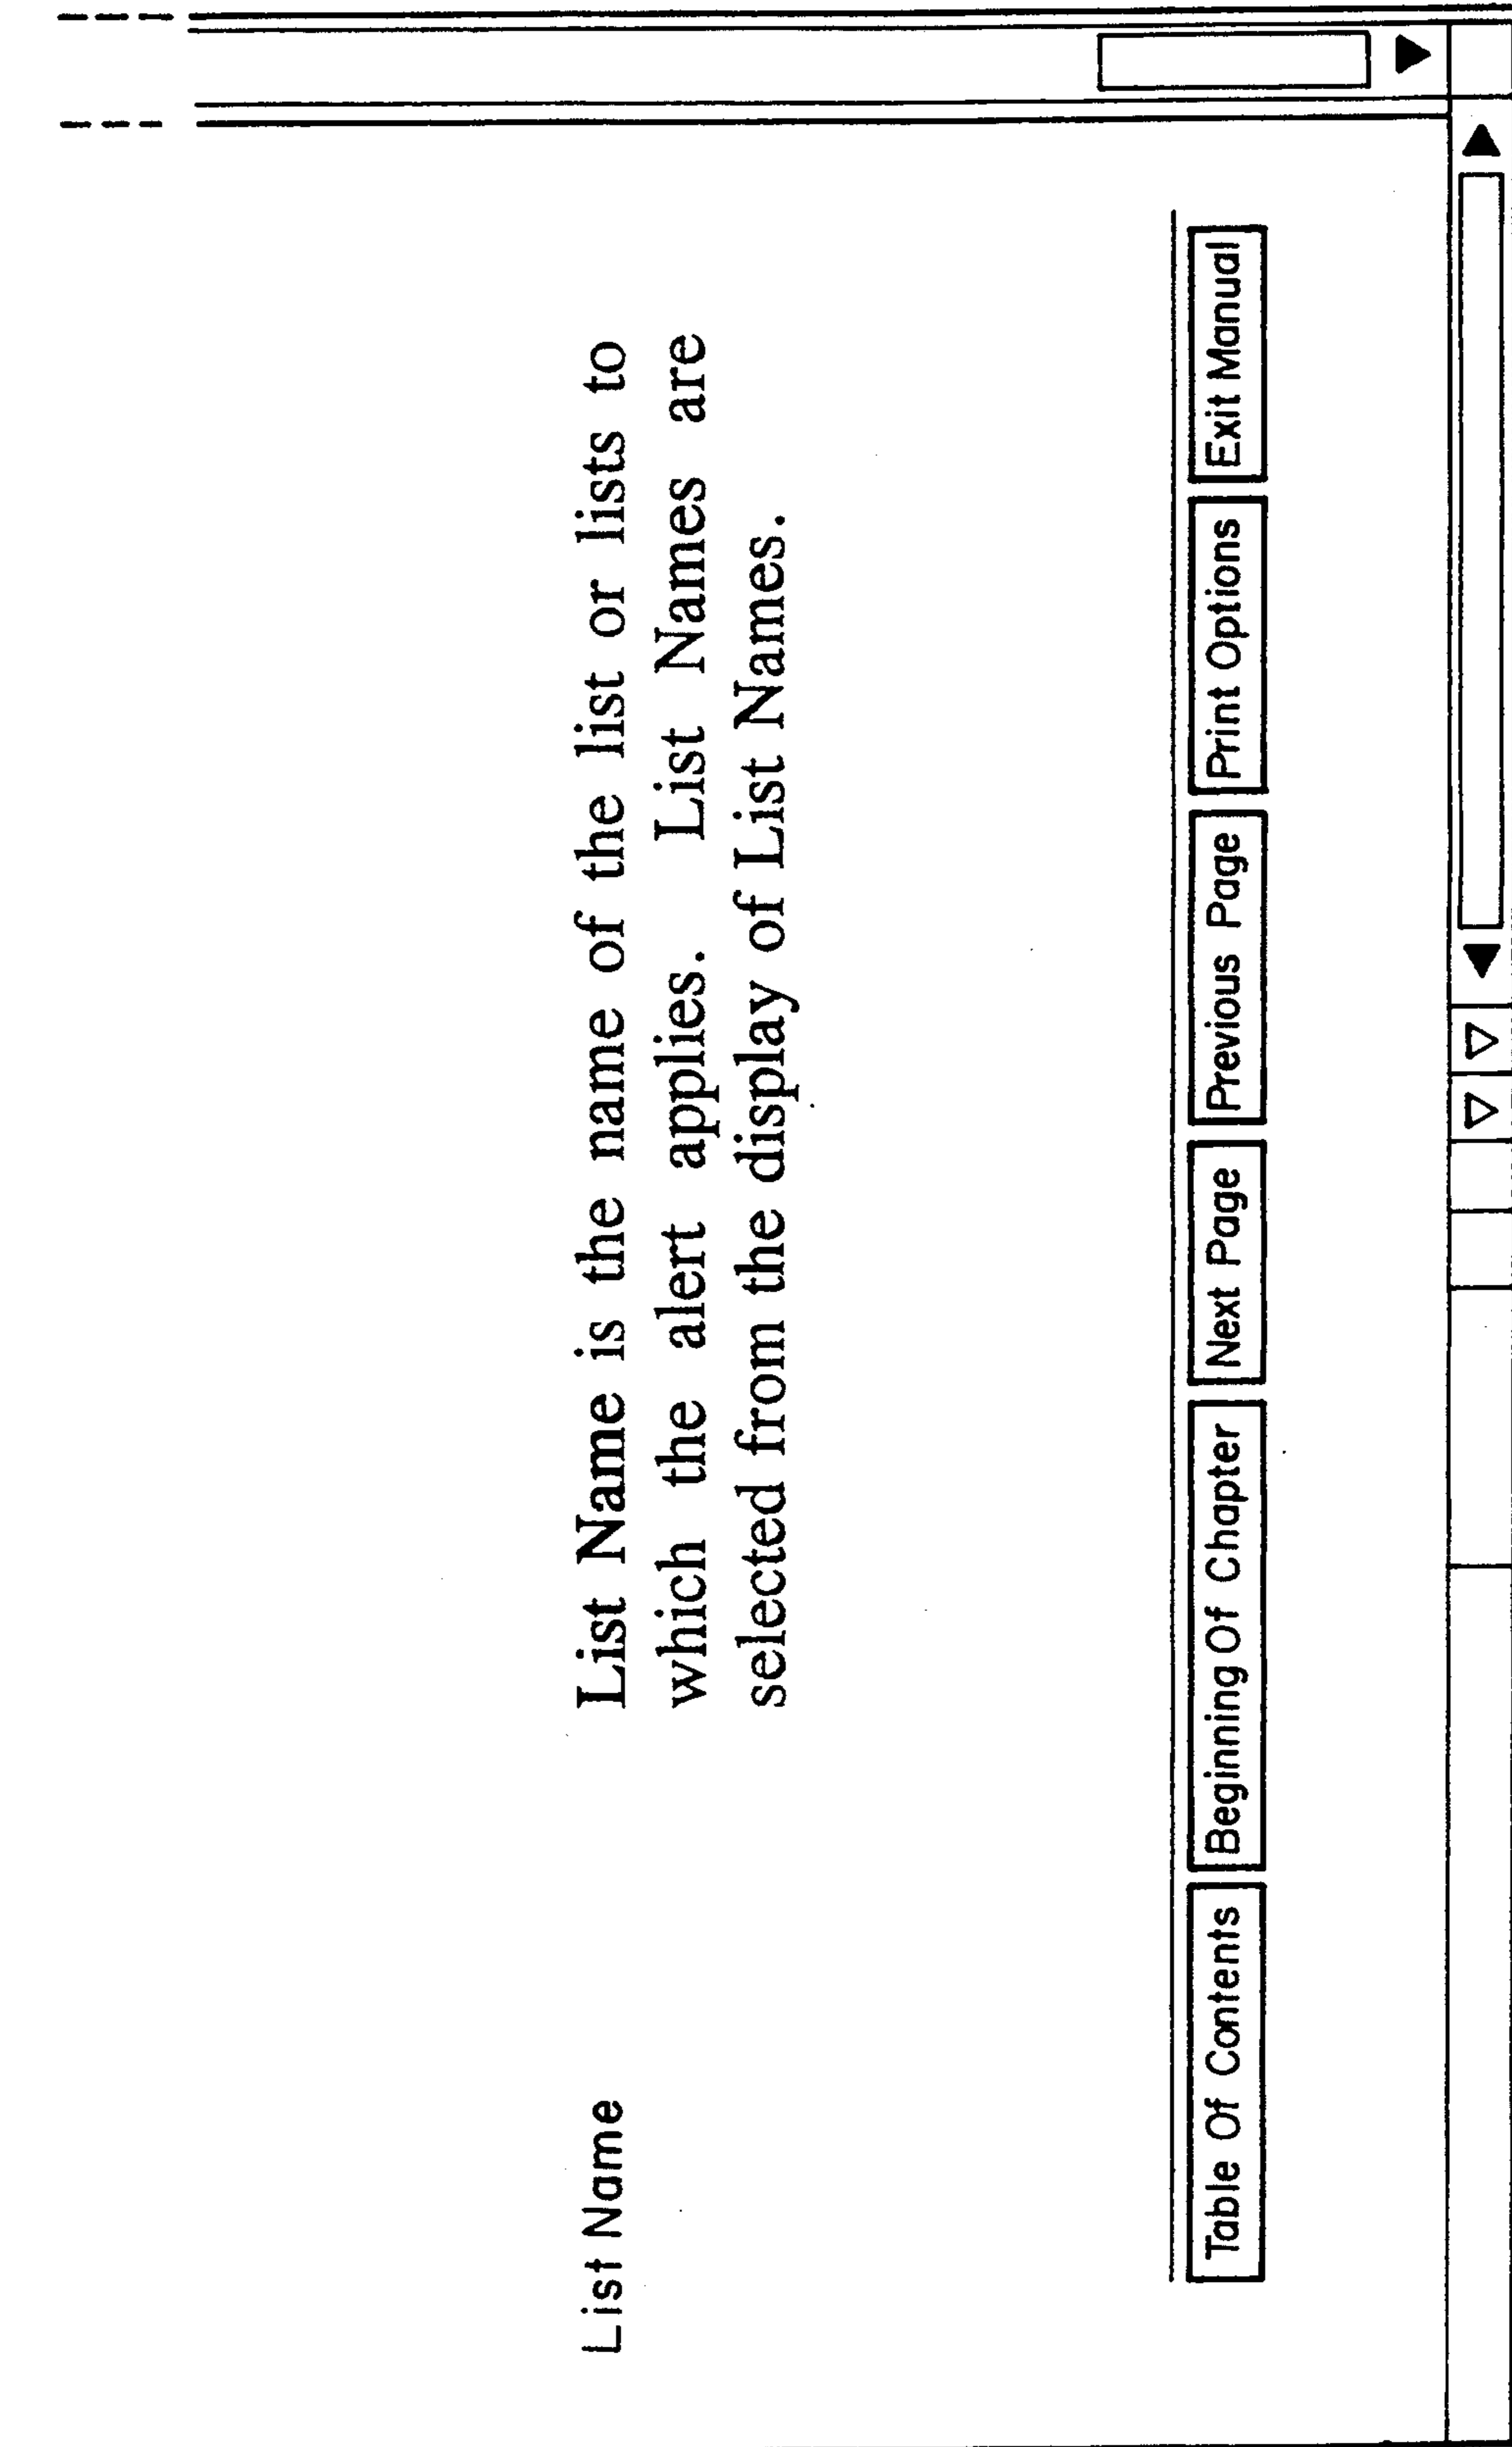 List Name
List Name is the name of the list or lists to
which the alert applies. List Names are
selected from the display of List Names.
Table Of Contents Beginning Of Chapter Next Page Previous Page Print Options Exit Manual